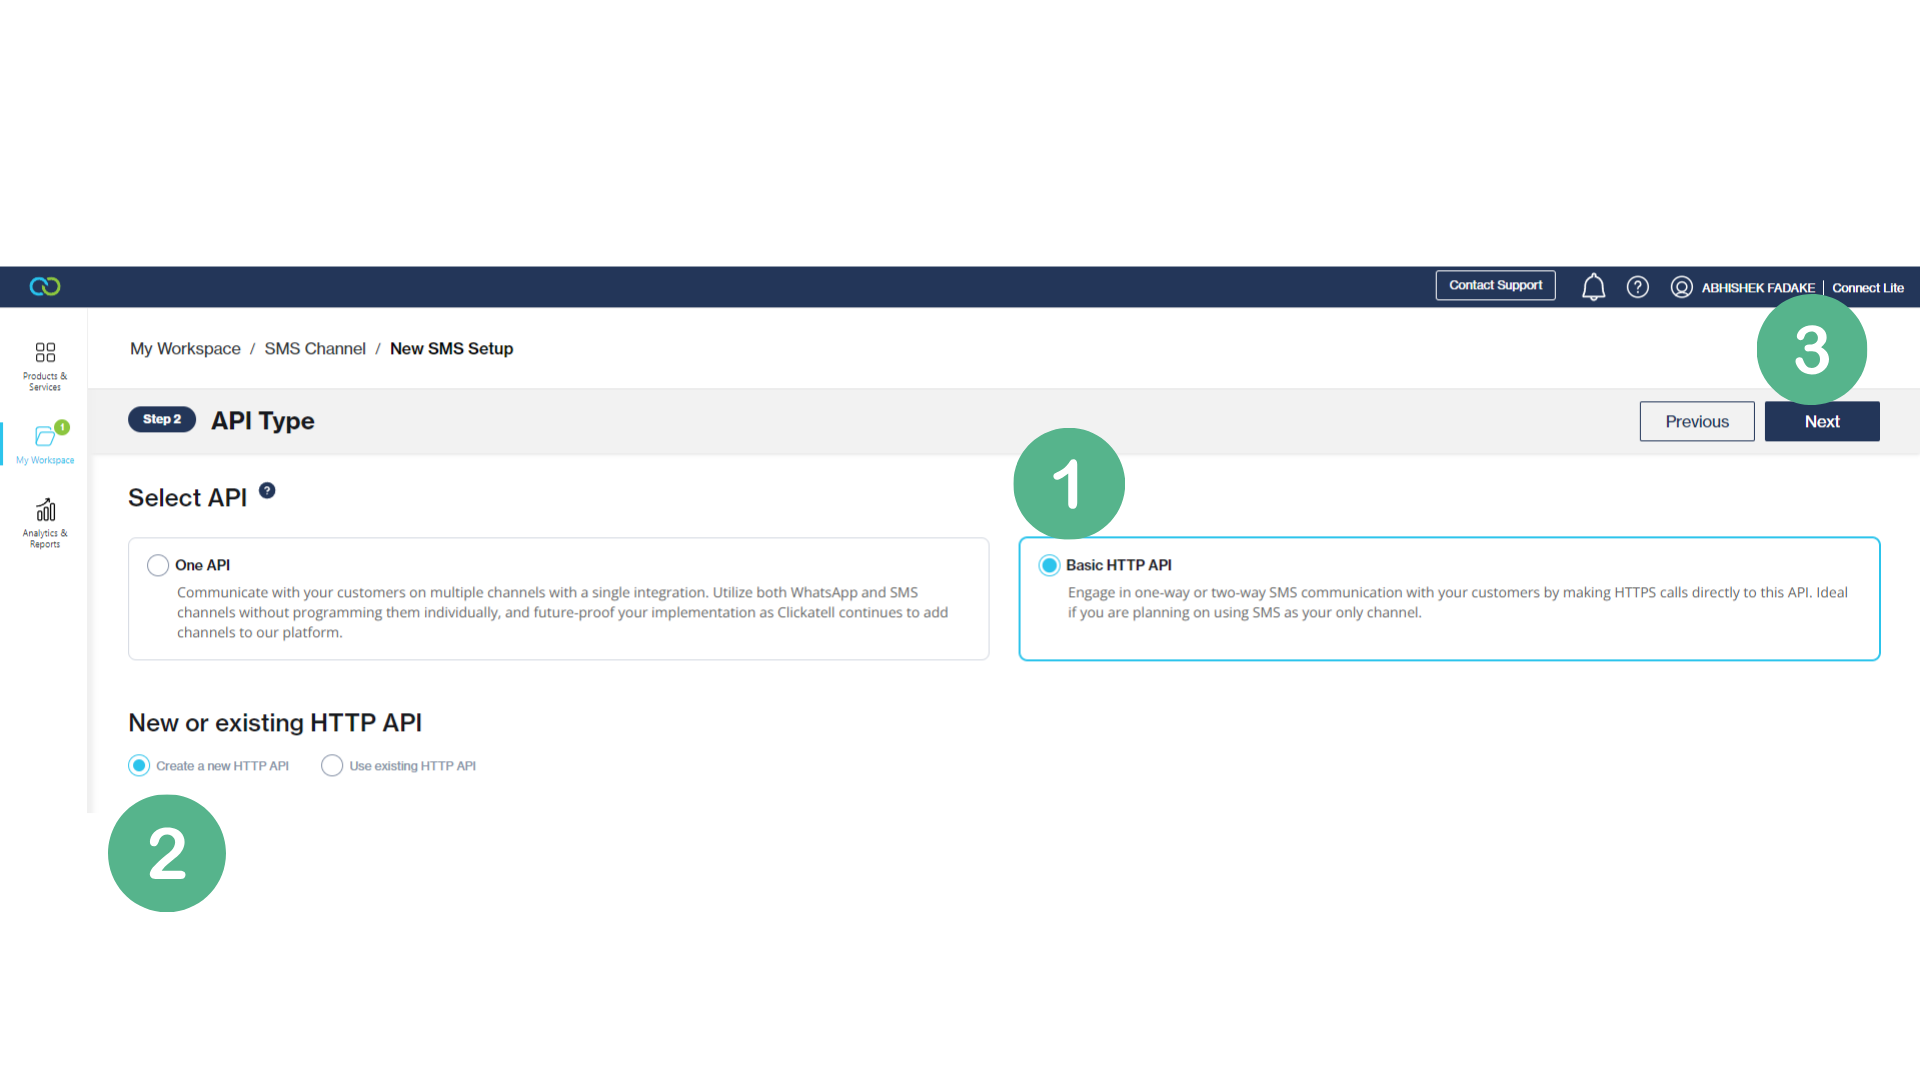 Contact Support
?
ABHISHEK FADAKE | Connect Lite
3
Products &
Services
My Workspace / SMS Channel / New SMS Setup
1
My Workspace
Step 2
API Type
Previous
Next
1
Select API ?
Analytics &
Reports
One API
Communicate with your customers on multiple channels with a single integration. Utilize both WhatsApp and SMS
channels without programming them individually, and future-proof your implementation as Clickatell continues to add
channels to our platform.
Basic HTTP API
Engage in one-way or two-way SMS communication with your customers by making HTTPS calls directly to this API. Ideal
if you are planning on using SMS as your only channel.
New or existing HTTP API
Create a new HTTP API
Use existing HTTP API
2